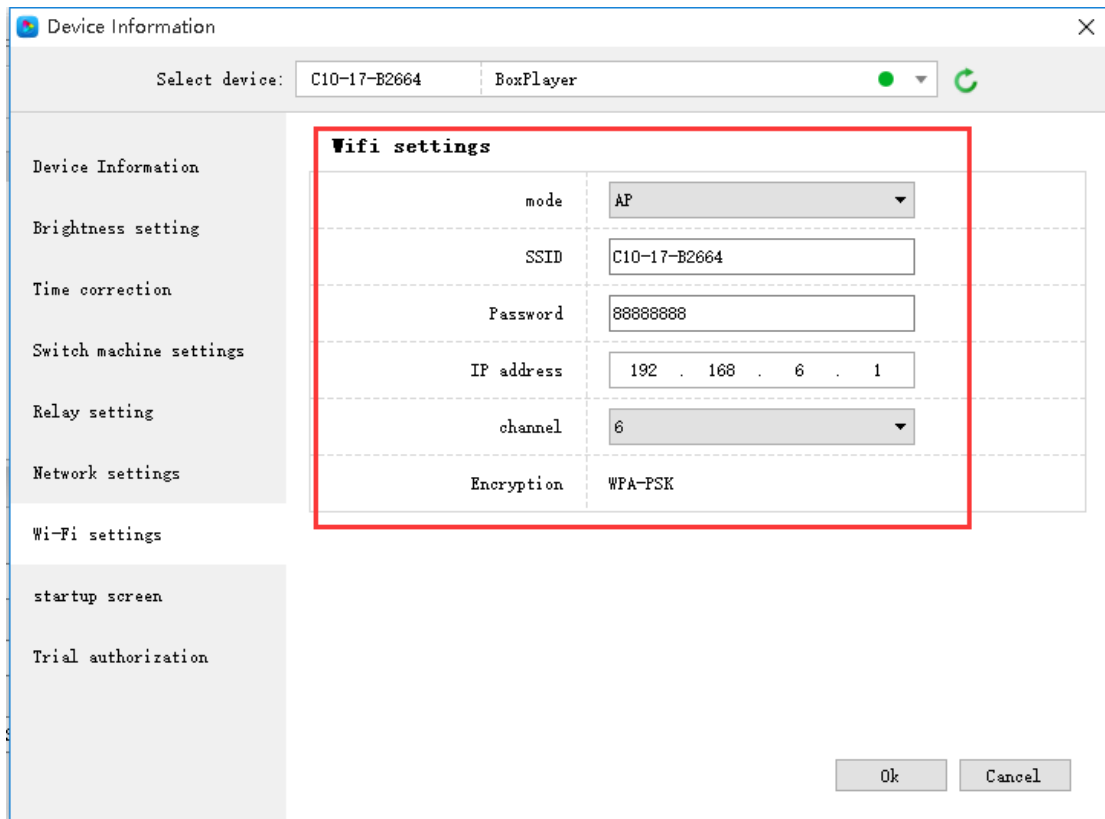 Device Information
Select device: C10-17-B2664 BoxPlayer
Device Information
Brightness setting
Time correction
Switch machine settings
Relay setting
Network settings
Wi-Fi settings
startup screen
Trial authorization
Wifi settings
mode AP
SSID C10-17-B2664
Password 88888888
IP address 192 . 168 . 6 . 1
channel 6
Encryption WPA-PSK
Ok Cancel